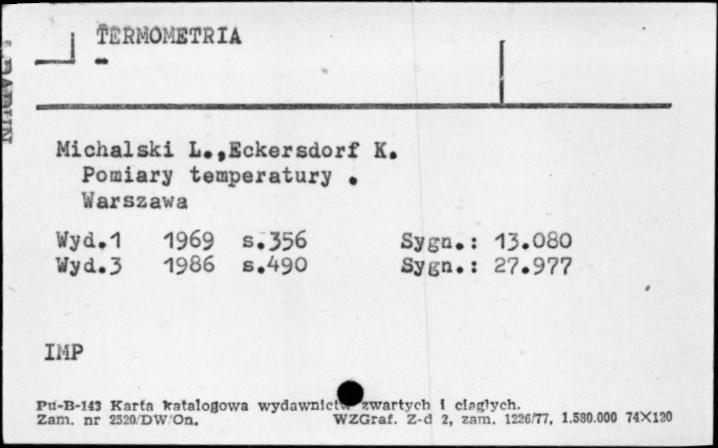 TERMOMETRIA
Michalski L.,Eckersdorf K.
Pomiary temperatury .
Warszawa
Wyd.1 1969 s.356 Sygn.: 13.080
Wyd.3 1986 s.490 Sygn.: 27.977
IMP
Pu-B-143 Karta katalogowa wydawnictw zwartych i ciągłych.
Zam. nr 2520/DW/On. WZGraf. Z-d 2, zam. 1226/77, 1.580.000 74X120